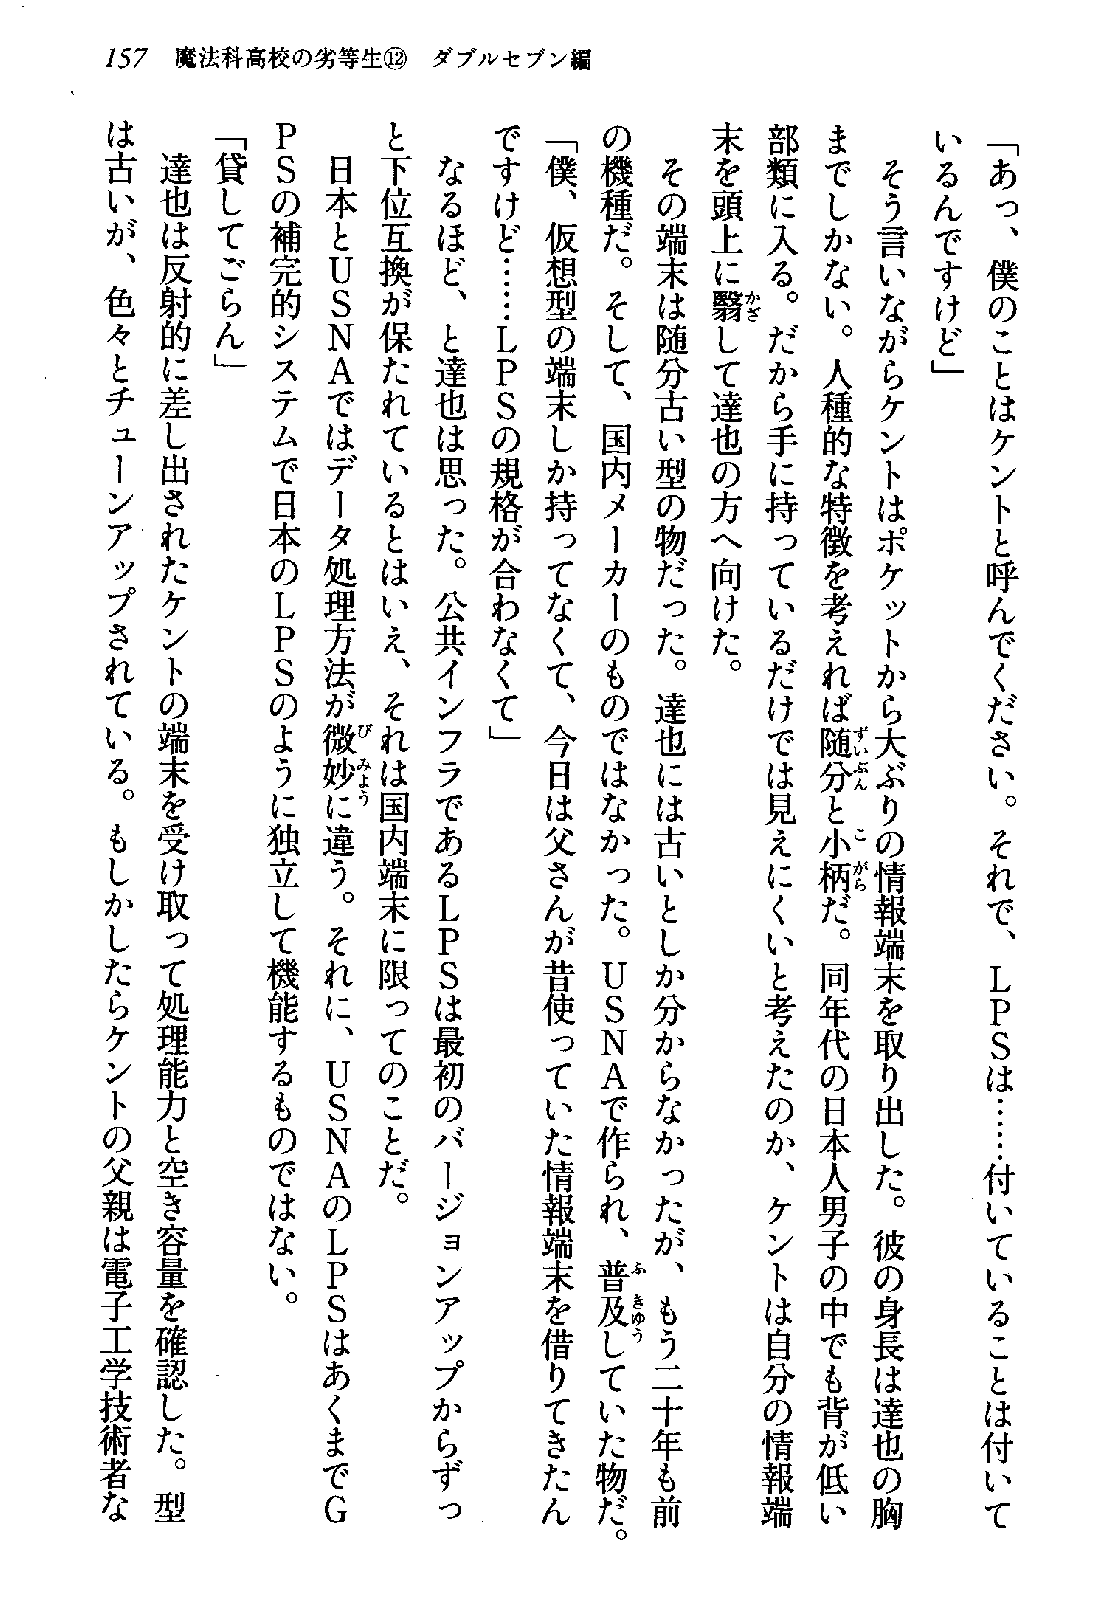 157　魔法科高校の劣等生⑫　ダブルセブン編
「あっ、僕のことはケントと呼んでください。それで、LPSは……付いていることは付いて
いるんですけど」
　そう言いながらケントはポケットから大ぶりの情報端末を取り出した。彼の身長は達也の胸
までしかない。人種的な特徴を考えれば随分と小柄だ。同年代の日本人男子の中でも背が低い
部類に入る。だから手に持っているだけでは見えにくいと考えたのか、ケントは自分の情報端
末を頭上に翳して達也の方へ向けた。
　その端末は随分古い型の物だった。達也には古いとしか分からなかったが、もう二十年も前
の機種だ。そして、国内メーカーのものではなかった。USNAで作られ、普及していた物だ。
「僕、仮想型の端末しか持ってなくて、今日は父さんが昔使っていた情報端末を借りてきたん
ですけど……LPSの規格が合わなくて」
　なるほど、と達也は思った。公共インフラであるLPSは最初のバージョンアップからずっ
と下位互換が保たれているとはいえ、それは国内端末に限ってのことだ。
　日本とUSNAではデータ処理方法が微妙に違う。それに、USNAのLPSはあくまでG
PSの補完的システムで日本のLPSのように独立して機能するものではない。
「貸してごらん」
　達也は反射的に差し出されたケントの端末を受け取って処理能力と空き容量を確認した。型
は古いが、色々とチューンアップされている。もしかしたらケントの父親は電子工学技術者な